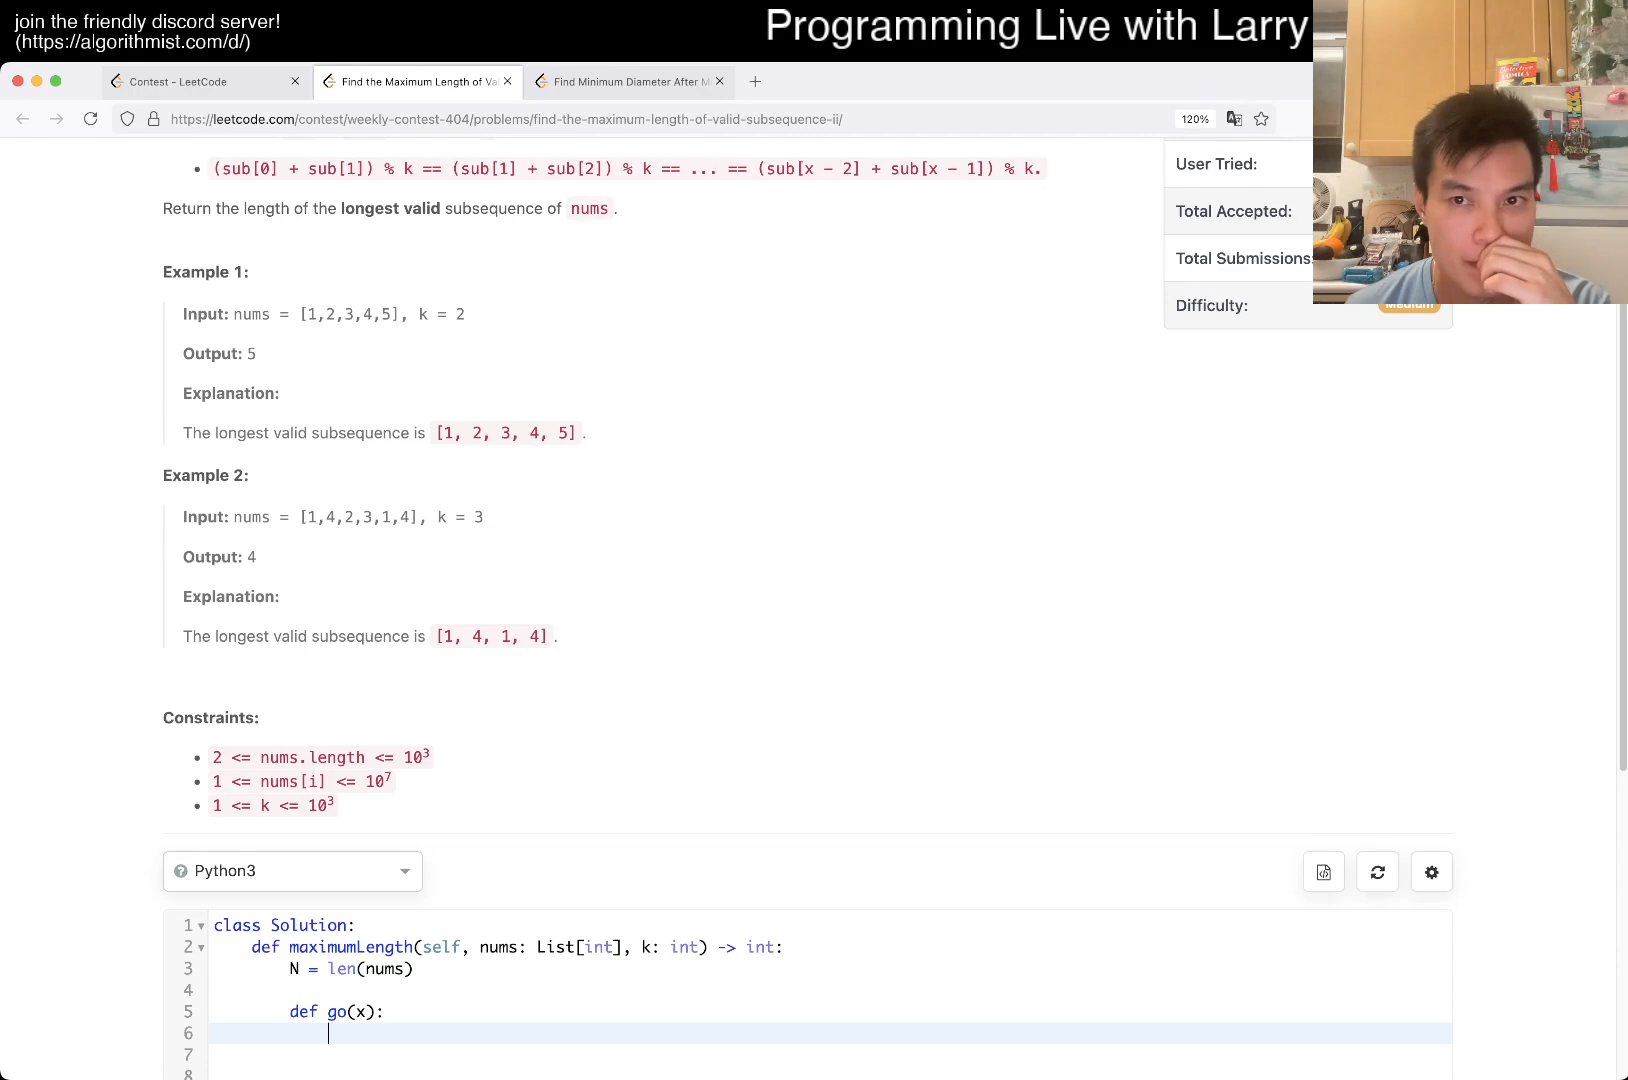 join the friendly discord server!
(https://algorithmist.com/d/)
Programming Live with Larry
Contest - LeetCode
Find the Maximum Length of Va
Find Minimum Diameter After M
https://leetcode.com/contest/weekly-contest-404/problems/find-the-maximum-length-of-valid-subsequence-ii/
120%
(sub[0] + sub[1]) % k == (sub[1] + sub[2]) % k == ... == (sub[x - 2] + sub[x - 1]) % k.
Return the length of the longest valid subsequence of nums.
User Tried:
Total Accepted:
Total Submissions:
Difficulty:
Medium
Example 1:
Input: nums = [1,2,3,4,5], k = 2
Output: 5
Explanation:
The longest valid subsequence is [1, 2, 3, 4, 5].
Example 2:
Input: nums = [1,4,2,3,1,4], k = 3
Output: 4
Explanation:
The longest valid subsequence is [1, 4, 1, 4].
Constraints:
2 <= nums.length <= 10³
1 <= nums[i] <= 10⁷
1 <= k <= 10³
Python3
1 class Solution:
2 def maximumLength(self, nums: List[int], k: int) -> int:
3 N = len(nums)
4
5 def go(x):
6
7
8